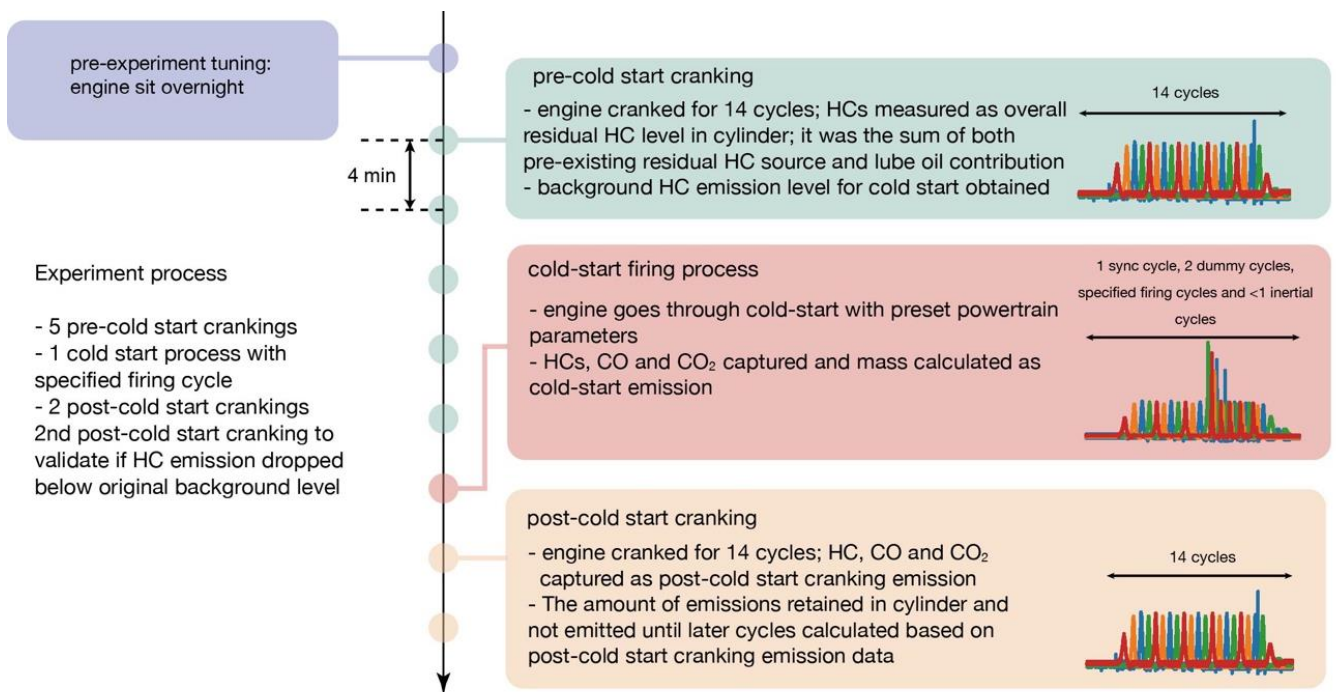 pre-experiment tuning:
engine sit overnight
pre-cold start cranking
- engine cranked for 14 cycles; HCs measured as overall
residual HC level in cylinder; it was the sum of both
pre-existing residual HC source and lube oil contribution
- background HC emission level for cold start obtained
14 cycles
4 min
Experiment process
- 5 pre-cold start crankings
- 1 cold start process with
specified firing cycle
- 2 post-cold start crankings
2nd post-cold start cranking to
validate if HC emission dropped
below original background level
cold-start firing process
- engine goes through cold-start with preset powertrain
parameters
- HCs, CO and CO₂ captured and mass calculated as
cold-start emission
1 sync cycle, 2 dummy cycles,
specified firing cycles and <1 inertial
cycles
post-cold start cranking
- engine cranked for 14 cycles; HC, CO and CO₂
captured as post-cold start cranking emission
- The amount of emissions retained in cylinder and
not emitted until later cycles calculated based on
post-cold start cranking emission data
14 cycles